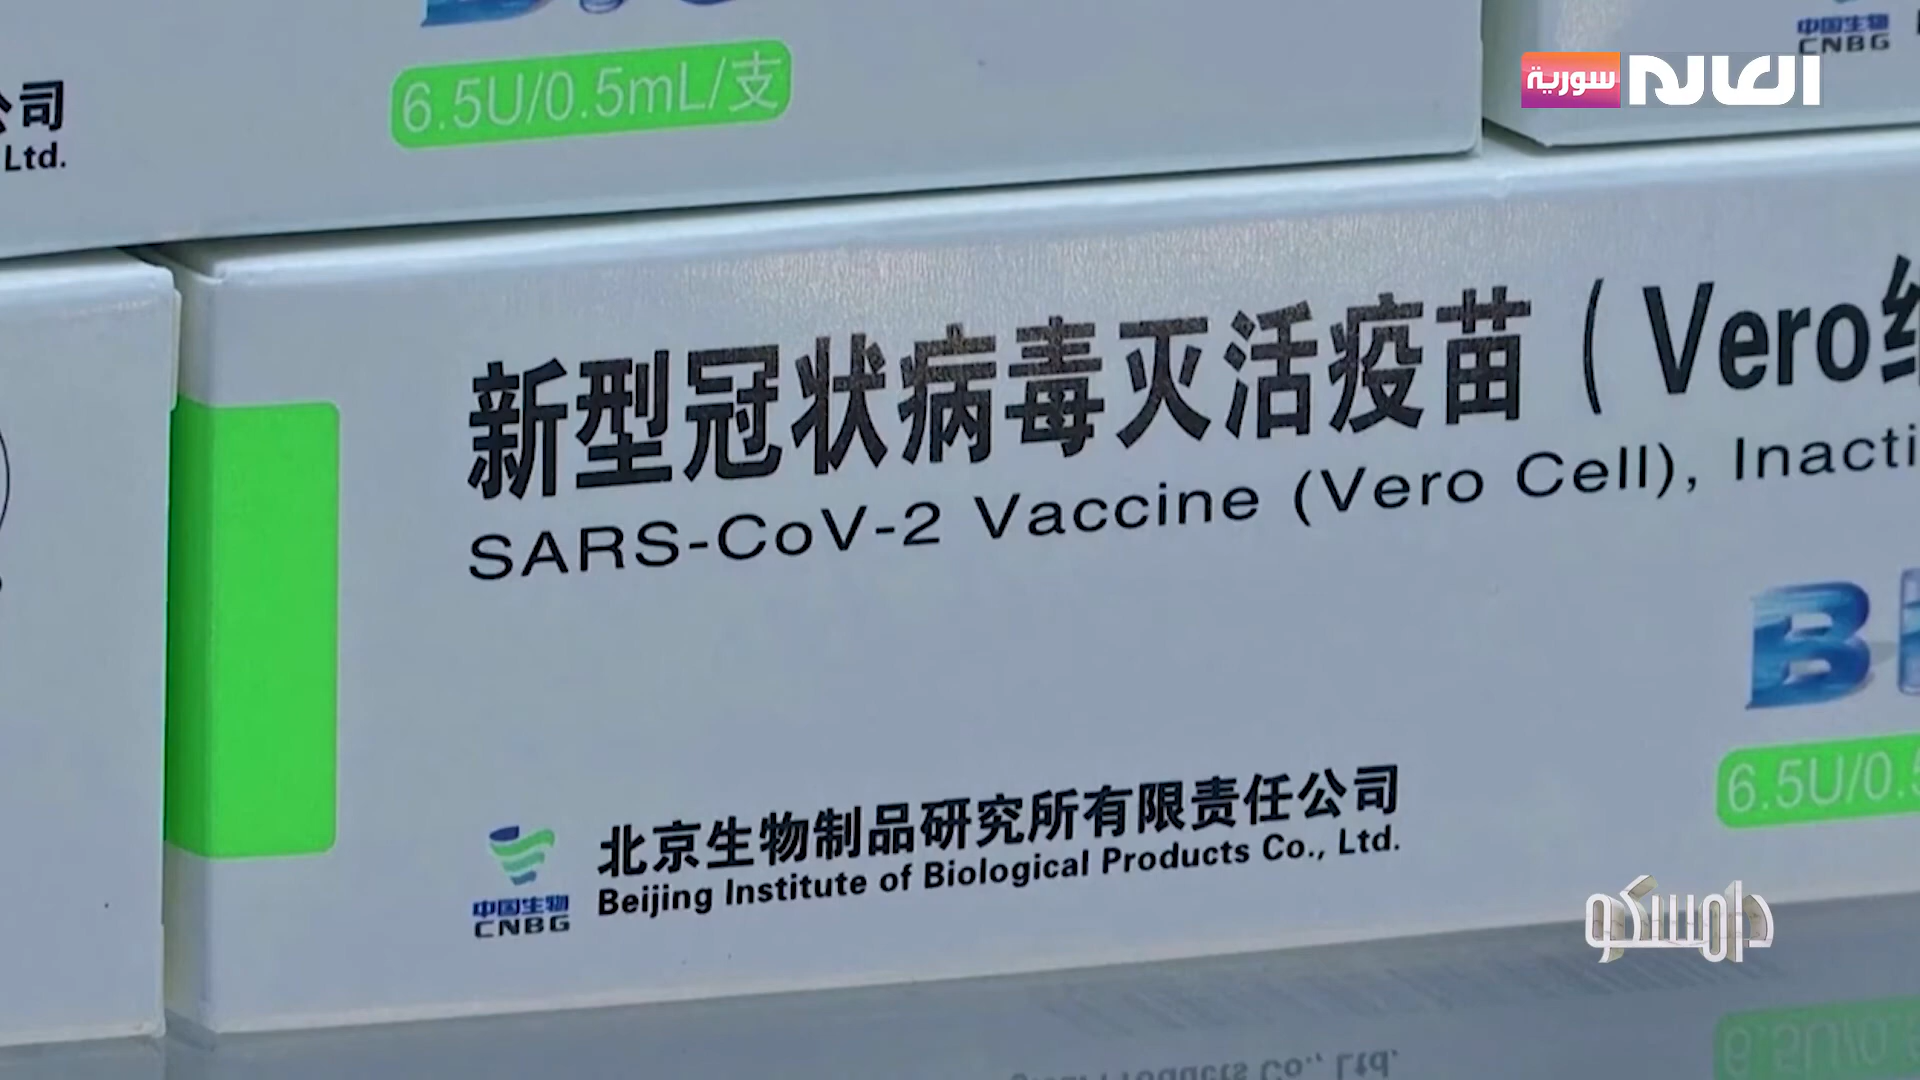 公司
Ltd.
6.5U/0.5mL/支
中国生物
CNBG
العالم سورية
新型冠状病毒灭活疫苗（Vero
SARS-CoV-2 Vaccine (Vero Cell), Inacti
6.5U/0.5
北京生物制品研究所有限责任公司
Beijing Institute of Biological Products Co., Ltd.
中国生物
CNBG
دامسكو